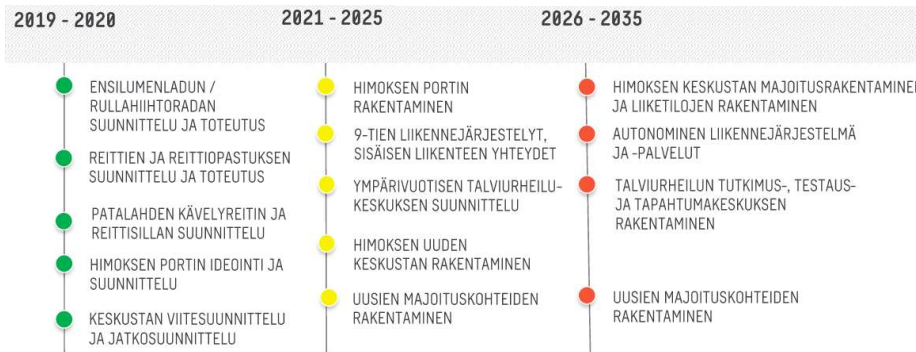 2019 - 2020
ENSILUMENLADUN /
RULLAHIIHTORADAN
SUUNNITTELU JA TOTEUTUS
REITTIEN JA REITTIOPASTUKSEN
SUUNNITTELU JA TOTEUTUS
PATALAHDEN KÄVELYREITIN JA
REITTISILLAN SUUNNITTELU
HIMOKSEN PORTIN IDEOINTI JA
SUUNNITTELU
KESKUSTAN VIITESUUNNITTELU
JA JATKOSUUNNITTELU
2021 - 2025
HIMOKSEN PORTIN
RAKENTAMINEN
9-TIEN LIIKENNEJÄRJESTELYT,
SISÄISEN LIIKENTEEN YHTEYDET
YMPÄRIVUOTISEN TALVIURHEILU-
KESKUKSEN SUUNNITTELU
HIMOKSEN UUDEN
KESKUSTAN RAKENTAMINEN
UUSIEN MAJOITUSKOHTEIDEN
RAKENTAMINEN
2026 - 2035
HIMOKSEN KESKUSTAN MAJOITUSRAKENTAMINEN
JA LIIKETILOJEN RAKENTAMINEN
AUTONOMINEN LIIKENNEJÄRJESTELMÄ
JA -PALVELUT
TALVIURHEILUN TUTKIMUS-, TESTAUS-
JA TAPAHTUMAKESKUKSEN
RAKENTAMINEN
UUSIEN MAJOITUSKOHTEIDEN
RAKENTAMINEN